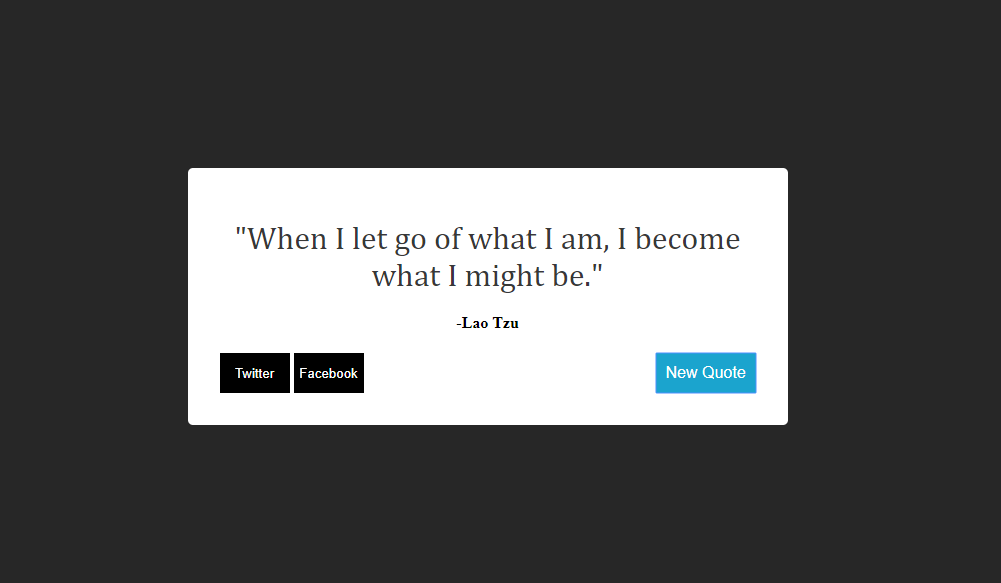 "When I let go of what I am, I become
what I might be."
-Lao Tzu
Twitter Facebook New Quote